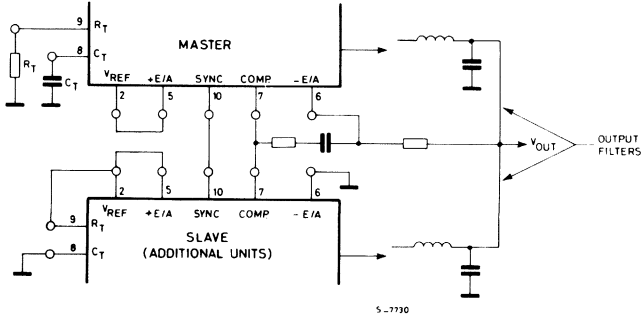 9 R_T
8 C_T
MASTER
R_T
C_T
V_REF +E/A SYNC COMP. -E/A
2 5 10 7 6
V_OUT
OUTPUT
FILTERS
2 5 10 7 6
V_REF +E/A SYNC COMP. -E/A
9 R_T
8 C_T
SLAVE
(ADDITIONAL UNITS)
S-7730